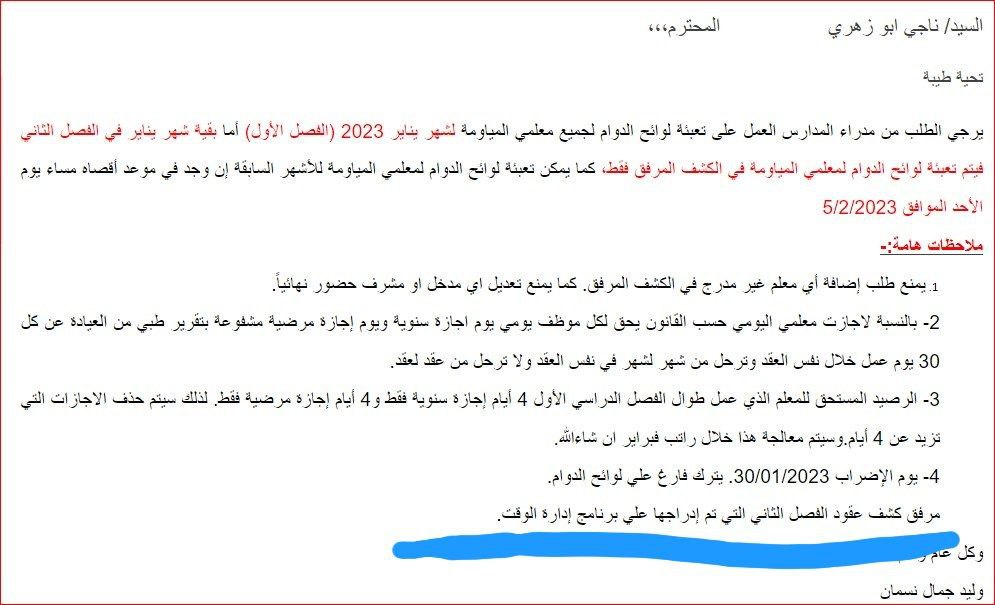 السيد/ ناجي ابو زهري المحترم،،،
تحية طيبة
يرجي الطلب من مدراء المدارس العمل على تعبئة لوائح الدوام لجميع معلمي المياومة لشهر يناير 2023 (الفصل الأول) أما بقية شهر يناير في الفصل الثاني
فيتم تعبئة لوائح الدوام لمعلمي المياومة في الكشف المرفق فقط، كما يمكن تعبئة لوائح الدوام لمعلمي المياومة للأشهر السابقة إن وجد في موعد أقصاه مساء يوم
الأحد الموافق 5/2/2023
ملاحظات هامة:-
1. يمنع طلب إضافة أي معلم غير مدرج في الكشف المرفق. كما يمنع تعديل اي مدخل او مشرف حضور نهائياً.
2- بالنسبة لاجازت معلمي اليومي حسب القانون يحق لكل موظف يومي يوم اجازة سنوية ويوم إجازة مرضية مشفوعة بتقرير طبي من العيادة عن كل
30 يوم عمل خلال نفس العقد وترحل من شهر لشهر في نفس العقد ولا ترحل من عقد لعقد.
3- الرصيد المستحق للمعلم الذي عمل طوال الفصل الدراسي الأول 4 أيام إجازة سنوية فقط و4 أيام إجازة مرضية فقط. لذلك سيتم حذف الاجازات التي
تزيد عن 4 أيام.وسيتم معالجة هذا خلال راتب فبراير ان شاءالله.
4- يوم الإضراب 30/01/2023. يترك فارغ علي لوائح الدوام.
مرفق كشف عقود الفصل الثاني التي تم إدراجها علي برنامج إدارة الوقت.
وكل عام
وليد جمال نسمان